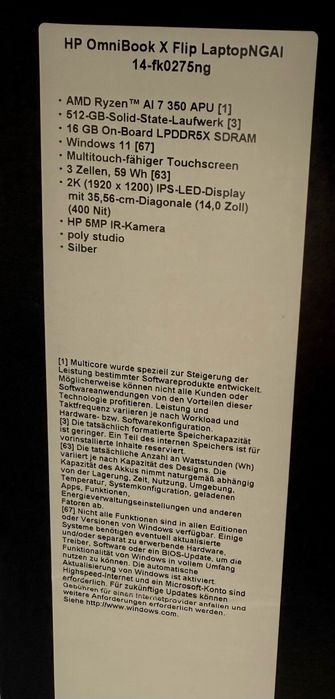 HP OmniBook X Flip LaptopNGAI
14-fk0275ng
· AMD Ryzen™ AI 7 350 APU [1]
· 512-GB-Solid-State-Laufwerk [3]
· 16 GB On-Board LPDDR5X SDRAM
· Windows 11 [67]
· Multitouch-fähiger Touchscreen
· 3 Zellen, 59 Wh [63]
· 2K (1920 x 1200) IPS-LED-Display
mit 35,56-cm-Diagonale (14,0 Zoll)
(400 Nit)
· HP 5MP IR-Kamera
· poly studio
· Silber
[1] Multicore wurde speziell zur Steigerung der
Leistung bestimmter Softwareprodukte entwickelt.
Möglicherweise können nicht alle Kunden oder
Softwareanwendungen von den Vorteilen dieser
Technologie profitieren. Leistung und
Taktfrequenz variieren je nach Workload und
Hardware- bzw. Softwarekonfiguration.
[3] Die tatsächlich formatierte Speicherkapazität
ist geringer. Ein Teil des internen Speichers ist für
vorinstallierte Inhalte reserviert.
[63] Die tatsächliche Anzahl an Wattstunden (Wh)
variiert je nach Kapazität des Designs. Die
Kapazität des Akkus nimmt naturgemäß abhängig
von der Lagerung, Zeit, Nutzung, Umgebung,
Temperatur, Systemkonfiguration, geladenen
Apps, Funktionen,
Energieverwaltungseinstellungen und anderen
Fatoren ab.
[67] Nicht alle Funktionen sind in allen Editionen
oder Versionen von Windows verfügbar. Einige
Systeme benötigen eventuell aktualisierte
und/oder separat zu erwerbende Hardware,
Treiber, Software oder ein BIOS-Update, um die
Funktionalität von Windows in vollem Umfang
nutzen zu können. Die automatische
Aktualisierung von Windows ist aktiviert.
Highspeed-Internet und ein Microsoft-Konto sind
erforderlich. Für zukünftige Updates können
Gebühren für einen Internetprovider anfallen und
weitere Anforderungen erforderlich werden.
Siehe http://www.windows.com.